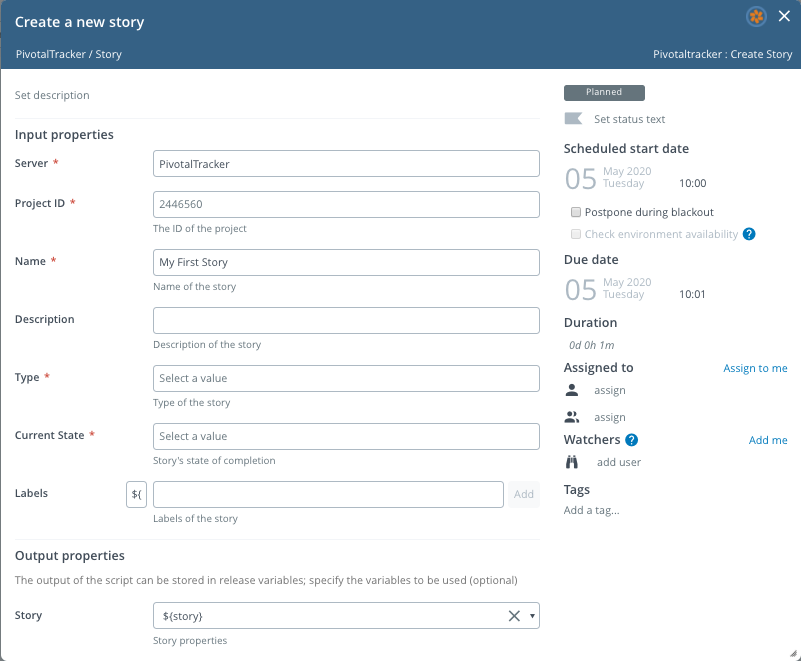 Create a new story
PivotalTracker / Story
Pivotaltracker : Create Story
Set description
Input properties
Server *
PivotalTracker
Project ID *
2446560
The ID of the project
Name *
My First Story
Name of the story
Description
Description of the story
Type *
Select a value
Type of the story
Current State *
Select a value
Story's state of completion
Labels
${
Add
Labels of the story
Output properties
The output of the script can be stored in release variables; specify the variables to be used (optional)
Story
${story}
Story properties
Planned
Set status text
Scheduled start date
05 May 2020
Tuesday
10:00
Postpone during blackout
Check environment availability ?
Due date
05 May 2020
Tuesday
10:01
Duration
0d 0h 1m
Assigned to
Assign to me
assign
assign
Watchers ?
Add me
add user
Tags
Add a tag...